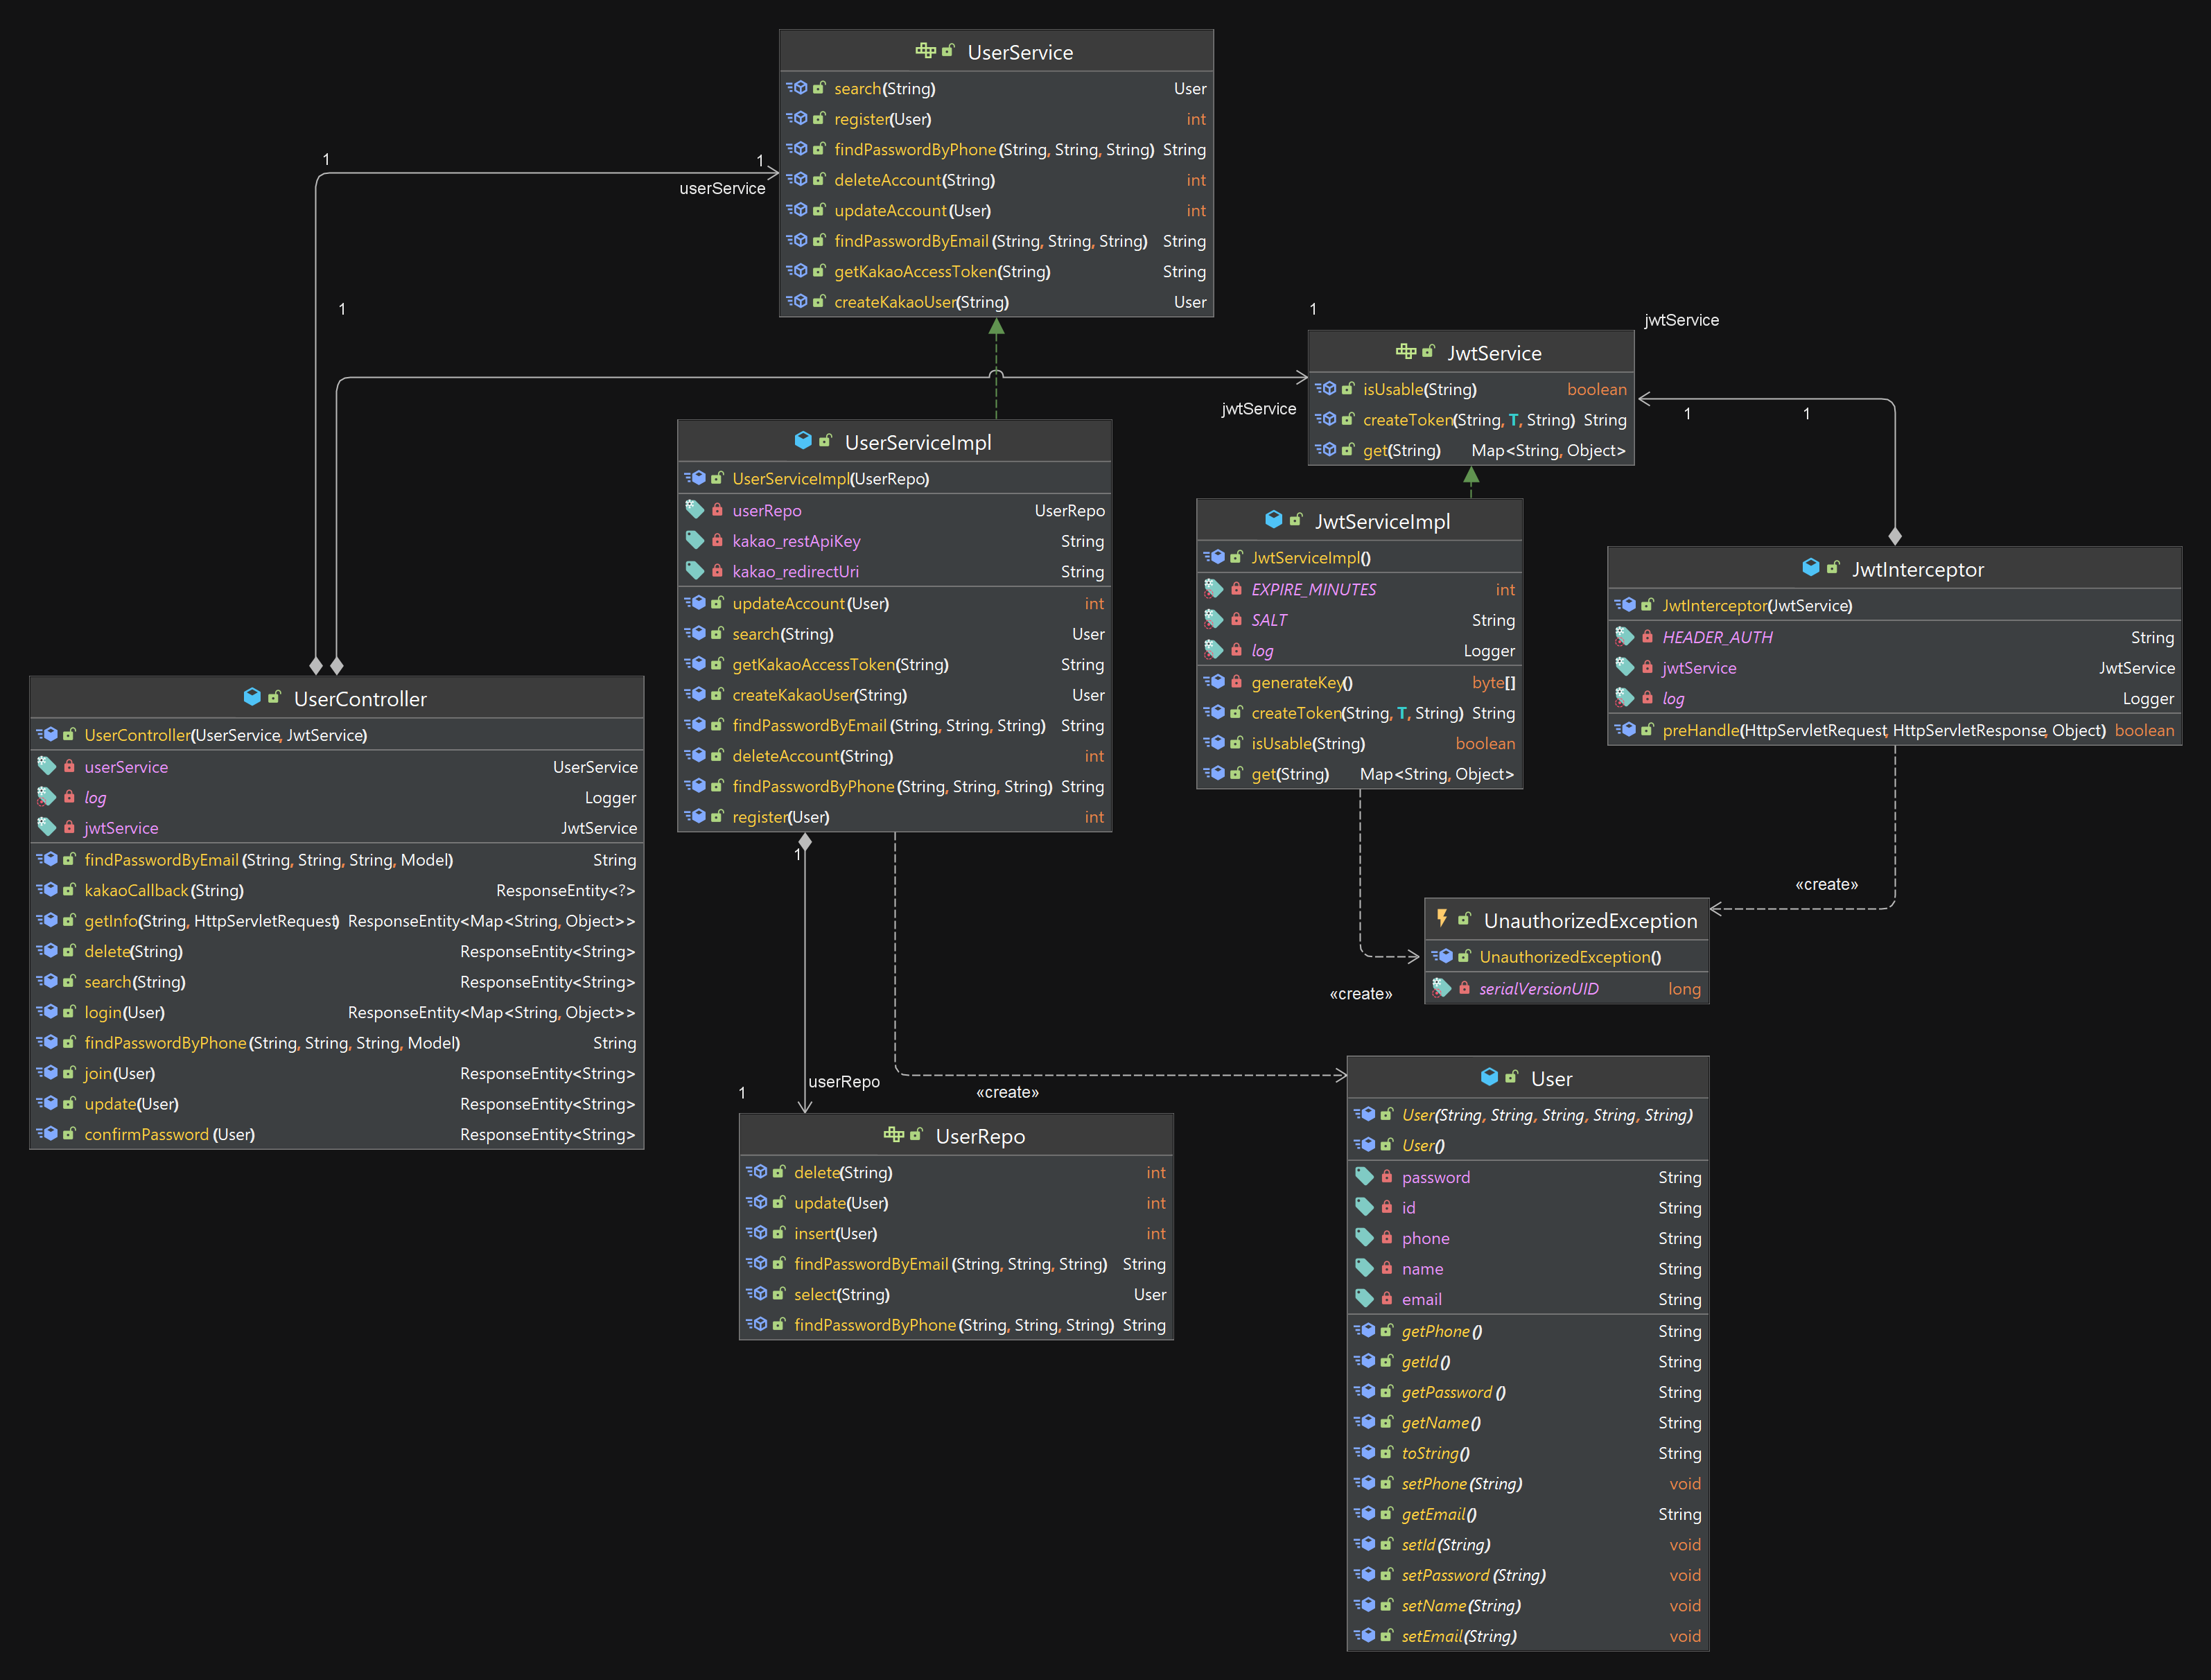 UserService
search(String) User
register(User) int
findPasswordByPhone(String, String, String) String
deleteAccount(String) int
updateAccount(User) int
findPasswordByEmail(String, String, String) String
getKakaoAccessToken(String) String
createKakaoUser(String) User
1
1
userService
1
1
jwtService
jwtService
JwtService
isUsable(String) boolean
createToken(String, T, String) String
get(String) Map<String, Object>
1
1
UserServiceImpl
UserServiceImpl(UserRepo)
userRepo UserRepo
kakao_restApiKey String
kakao_redirectUri String
updateAccount(User) int
search(String) User
getKakaoAccessToken(String) String
createKakaoUser(String) User
findPasswordByEmail(String, String, String) String
deleteAccount(String) int
findPasswordByPhone(String, String, String) String
register(User) int
JwtServiceImpl
JwtServiceImpl()
EXPIRE_MINUTES int
SALT String
log Logger
generateKey() byte[]
createToken(String, T, String) String
isUsable(String) boolean
get(String) Map<String, Object>
JwtInterceptor
JwtInterceptor(JwtService)
HEADER_AUTH String
jwtService JwtService
log Logger
preHandle(HttpServletRequest, HttpServletResponse, Object) boolean
UserController
UserController(UserService, JwtService)
userService UserService
log Logger
jwtService JwtService
findPasswordByEmail(String, String, String, Model) String
kakaoCallback(String) ResponseEntity<?>
getInfo(String, HttpServletRequest) ResponseEntity<Map<String, Object>>
delete(String) ResponseEntity<String>
search(String) ResponseEntity<String>
login(User) ResponseEntity<Map<String, Object>>
findPasswordByPhone(String, String, String, Model) String
join(User) ResponseEntity<String>
update(User) ResponseEntity<String>
confirmPassword(User) ResponseEntity<String>
1
«create»
UnauthorizedException
UnauthorizedException()
serialVersionUID long
«create»
1
userRepo
«create»
UserRepo
delete(String) int
update(User) int
insert(User) int
findPasswordByEmail(String, String, String) String
select(String) User
findPasswordByPhone(String, String, String) String
User
User(String, String, String, String, String)
User()
password String
id String
phone String
name String
email String
getPhone() String
getId() String
getPassword() String
getName() String
toString() String
setPhone(String) void
getEmail() String
setId(String) void
setPassword(String) void
setName(String) void
setEmail(String) void